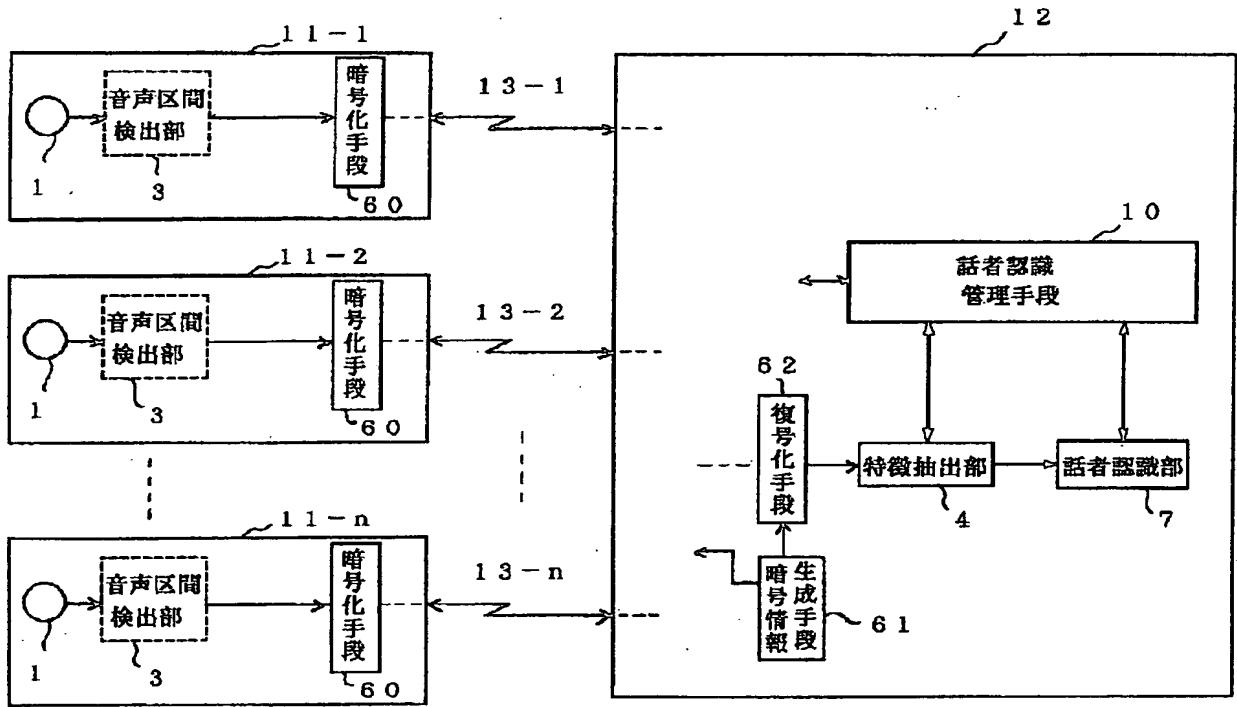 11-1
音声区間
検出部
暗号化手段
1
3
60
13-1
11-2
音声区間
検出部
暗号化手段
1
3
60
13-2
11-n
音声区間
検出部
暗号化手段
1
3
60
13-n
12
10
話者認識
管理手段
62
復号化手段
特徴抽出部
4
話者認識部
7
暗号情報
生成手段
61